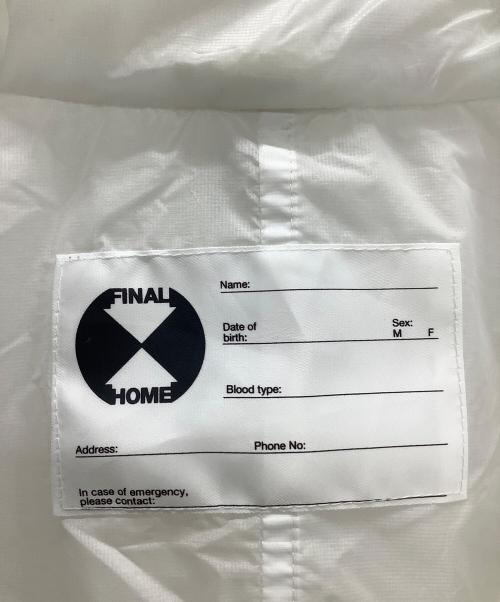 FINAL
HOME
Name:
Date of
birth:
Sex:
M F
Blood type:
Address:
Phone No:
In case of emergency,
please contact: